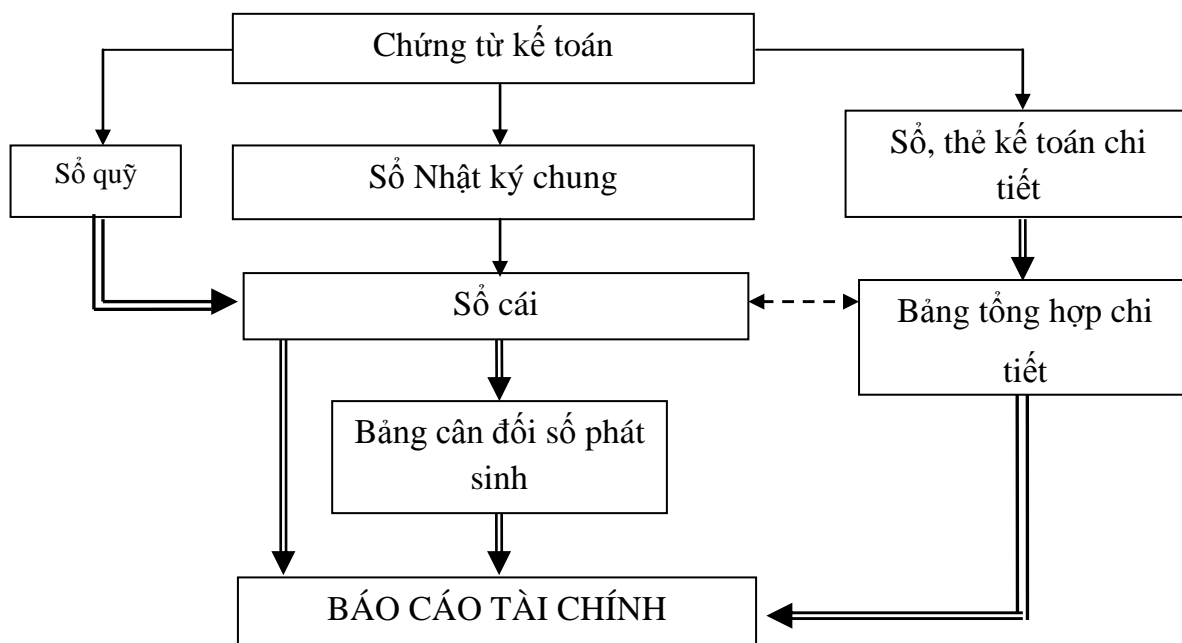 Chứng từ kế toán
Sổ quỹ
Sổ Nhật ký chung
Sổ, thẻ kế toán chi
tiết
Sổ cái
Bảng tổng hợp chi
tiết
Bảng cân đối số phát
sinh
BÁO CÁO TÀI CHÍNH